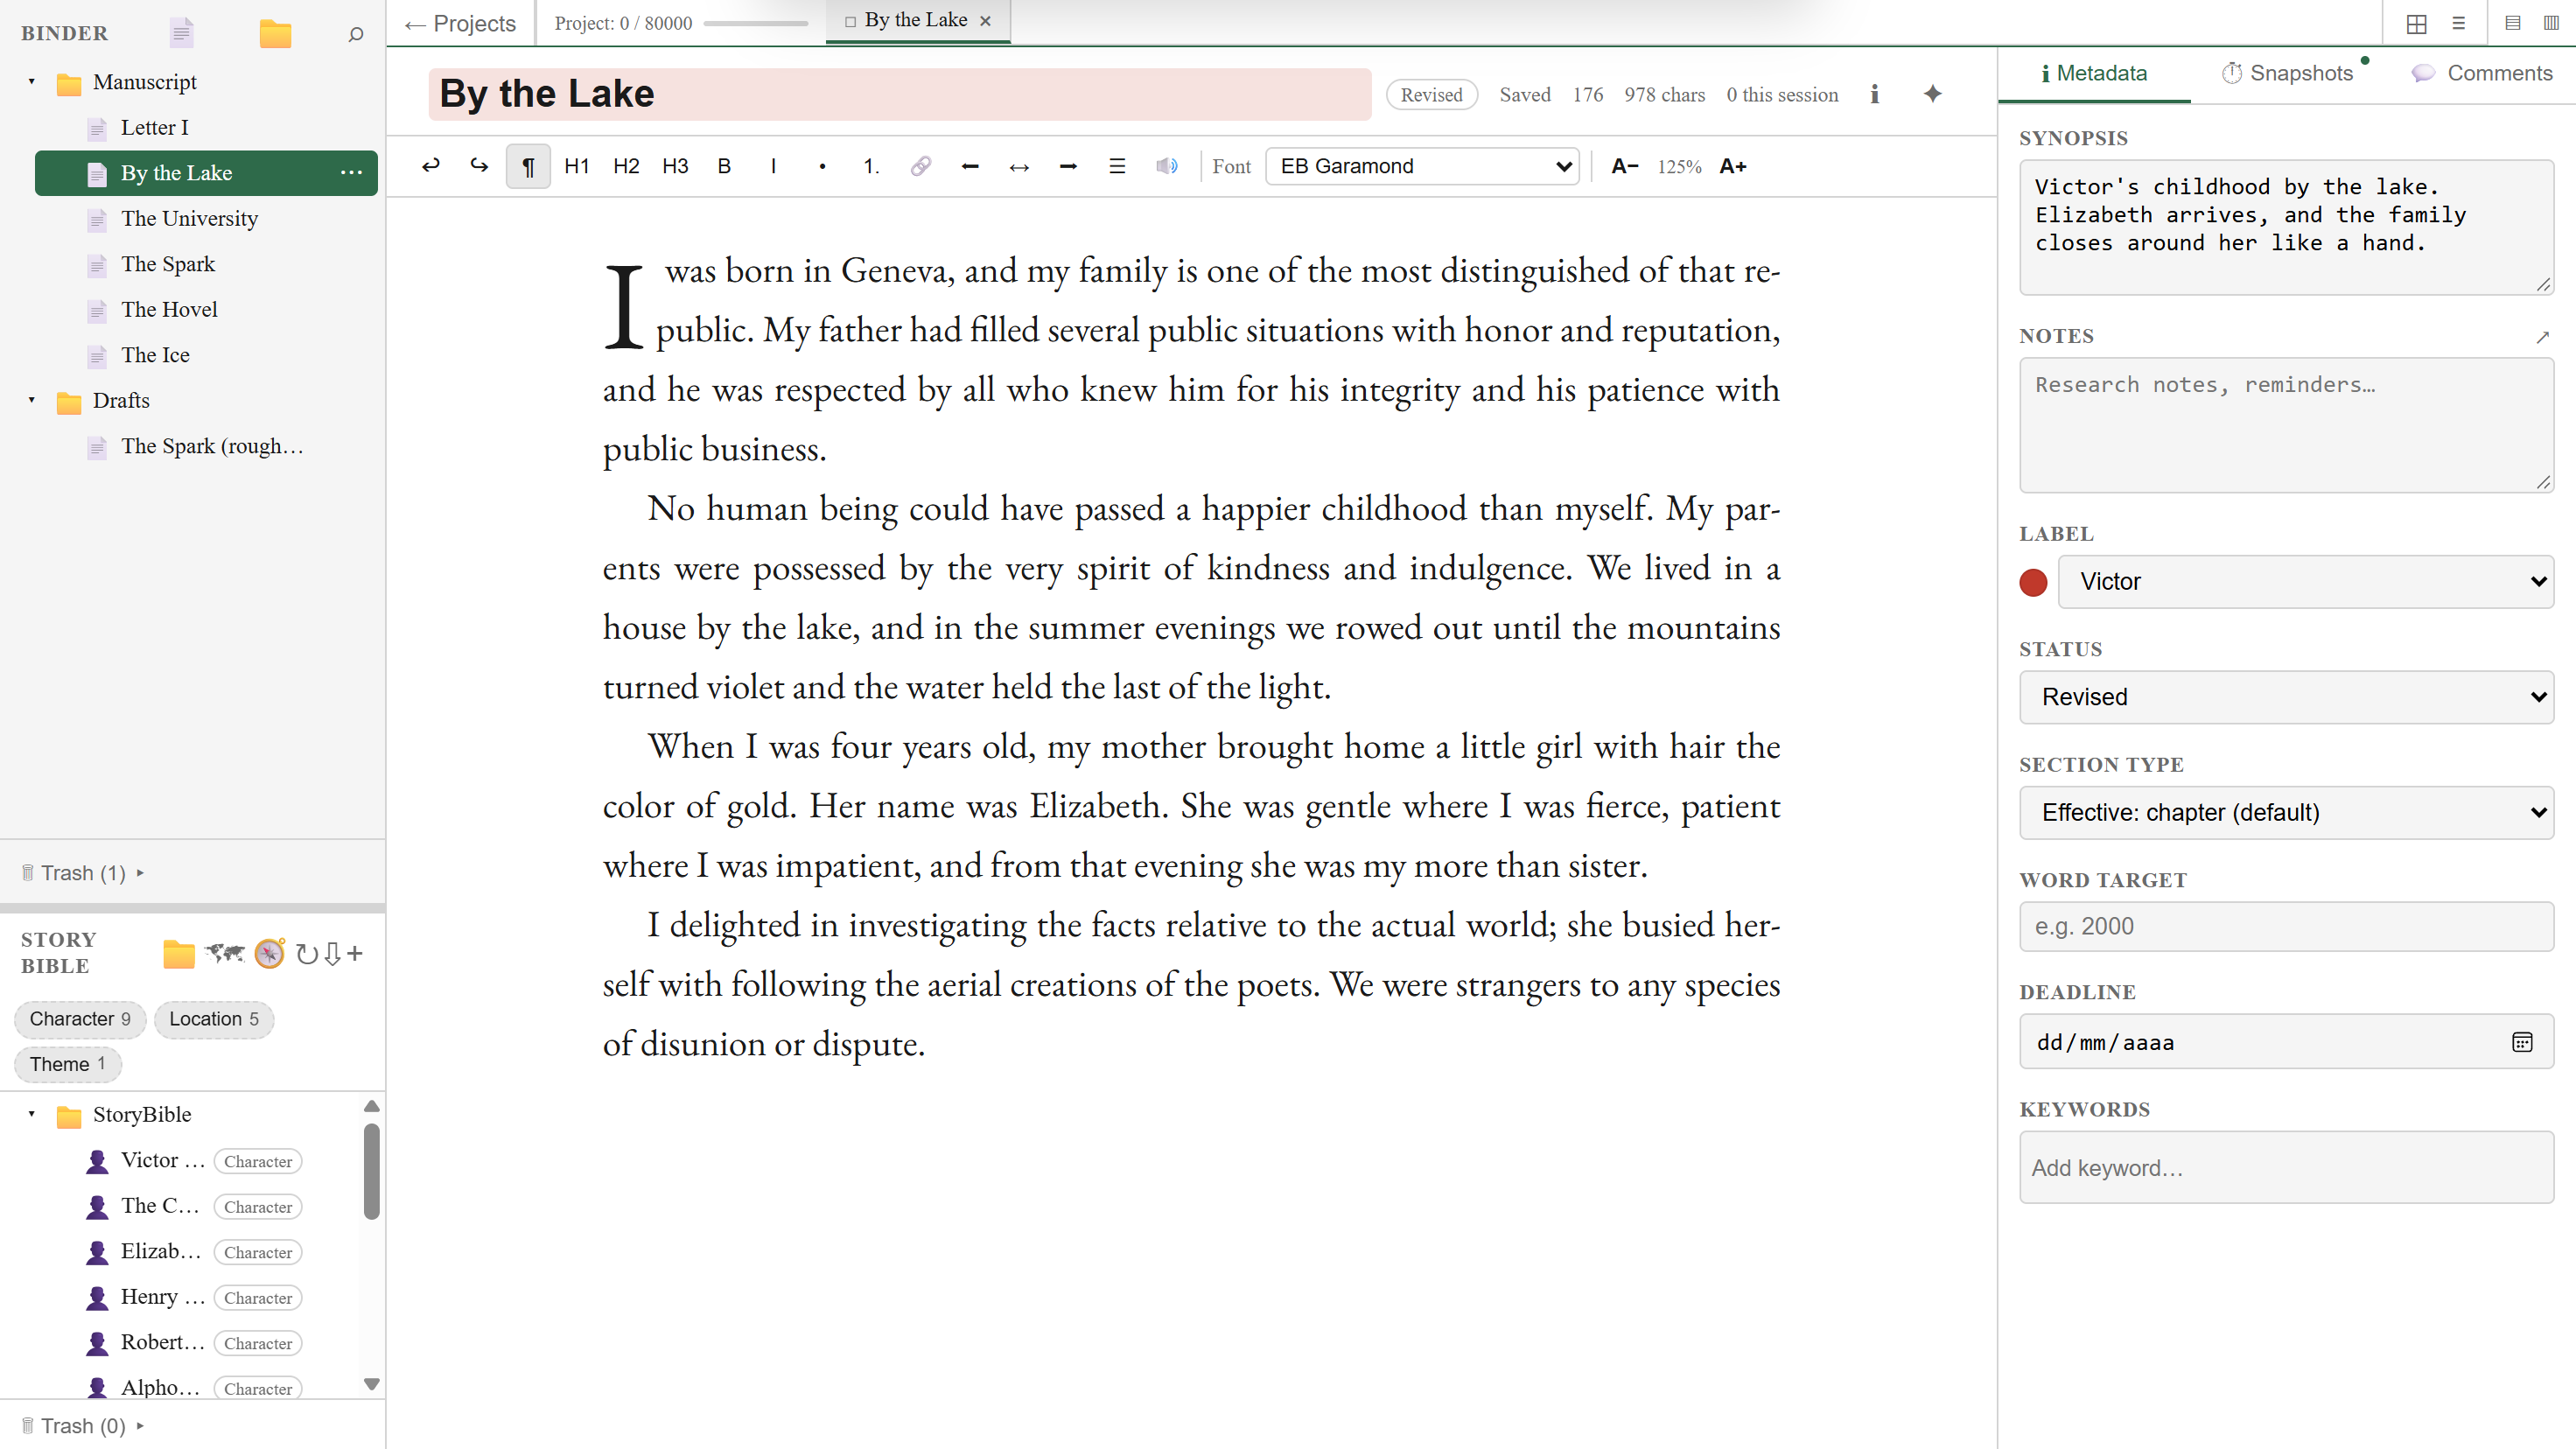 BINDER
Manuscript
Letter I
By the Lake
The University
The Spark
The Hovel
The Ice
Drafts
The Spark (rough…
Trash (1)
STORY
BIBLE
Character 9
Location 5
Theme 1
StoryBible
Victor … Character
The C… Character
Elizab… Character
Henry … Character
Robert… Character
Alpho… Character
Trash (0)
← Projects
Project: 0 / 80000
By the Lake ×
By the Lake
Revised Saved 176 978 chars 0 this session
¶ H1 H2 H3 B I • 1. Font EB Garamond A− 125% A+
I was born in Geneva, and my family is one of the most distinguished of that re-
public. My father had filled several public situations with honor and reputation,
and he was respected by all who knew him for his integrity and his patience with
public business.
No human being could have passed a happier childhood than myself. My par-
ents were possessed by the very spirit of kindness and indulgence. We lived in a
house by the lake, and in the summer evenings we rowed out until the mountains
turned violet and the water held the last of the light.
When I was four years old, my mother brought home a little girl with hair the
color of gold. Her name was Elizabeth. She was gentle where I was fierce, patient
where I was impatient, and from that evening she was my more than sister.
I delighted in investigating the facts relative to the actual world; she busied her-
self with following the aerial creations of the poets. We were strangers to any species
of disunion or dispute.
Metadata Snapshots Comments
SYNOPSIS
Victor's childhood by the lake.
Elizabeth arrives, and the family
closes around her like a hand.
NOTES
Research notes, reminders…
LABEL
Victor
STATUS
Revised
SECTION TYPE
Effective: chapter (default)
WORD TARGET
e.g. 2000
DEADLINE
dd/mm/aaaa
KEYWORDS
Add keyword…